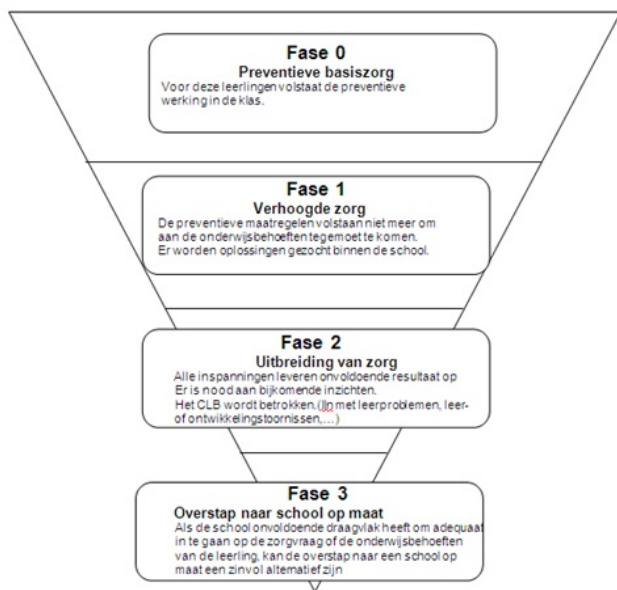 Fase 0
Preventieve basiszorg
Voor deze leerlingen volstaat de preventieve
werking in de klas.
Fase 1
Verhoogde zorg
De preventieve maatregelen volstaan niet meer om
aan de onderwijsbehoeften tegemoet te komen.
Er worden oplossingen gezocht binnen de school.
Fase 2
Uitbreiding van zorg
Alle inspanningen leveren onvoldoende resultaat op
Er is nood aan bijkomende inzichten.
Het CLB wordt betrokken.(lln met leerproblemen, leer-
of ontwikkelingstoornissen,…)
Fase 3
Overstap naar school op maat
Als de school onvoldoende draagvlak heeft om adequaat
in te gaan op de zorgvraag of de onderwijsbehoeften
van de leerling, kan de overstap naar een school op
maat een zinvol alternatief zijn